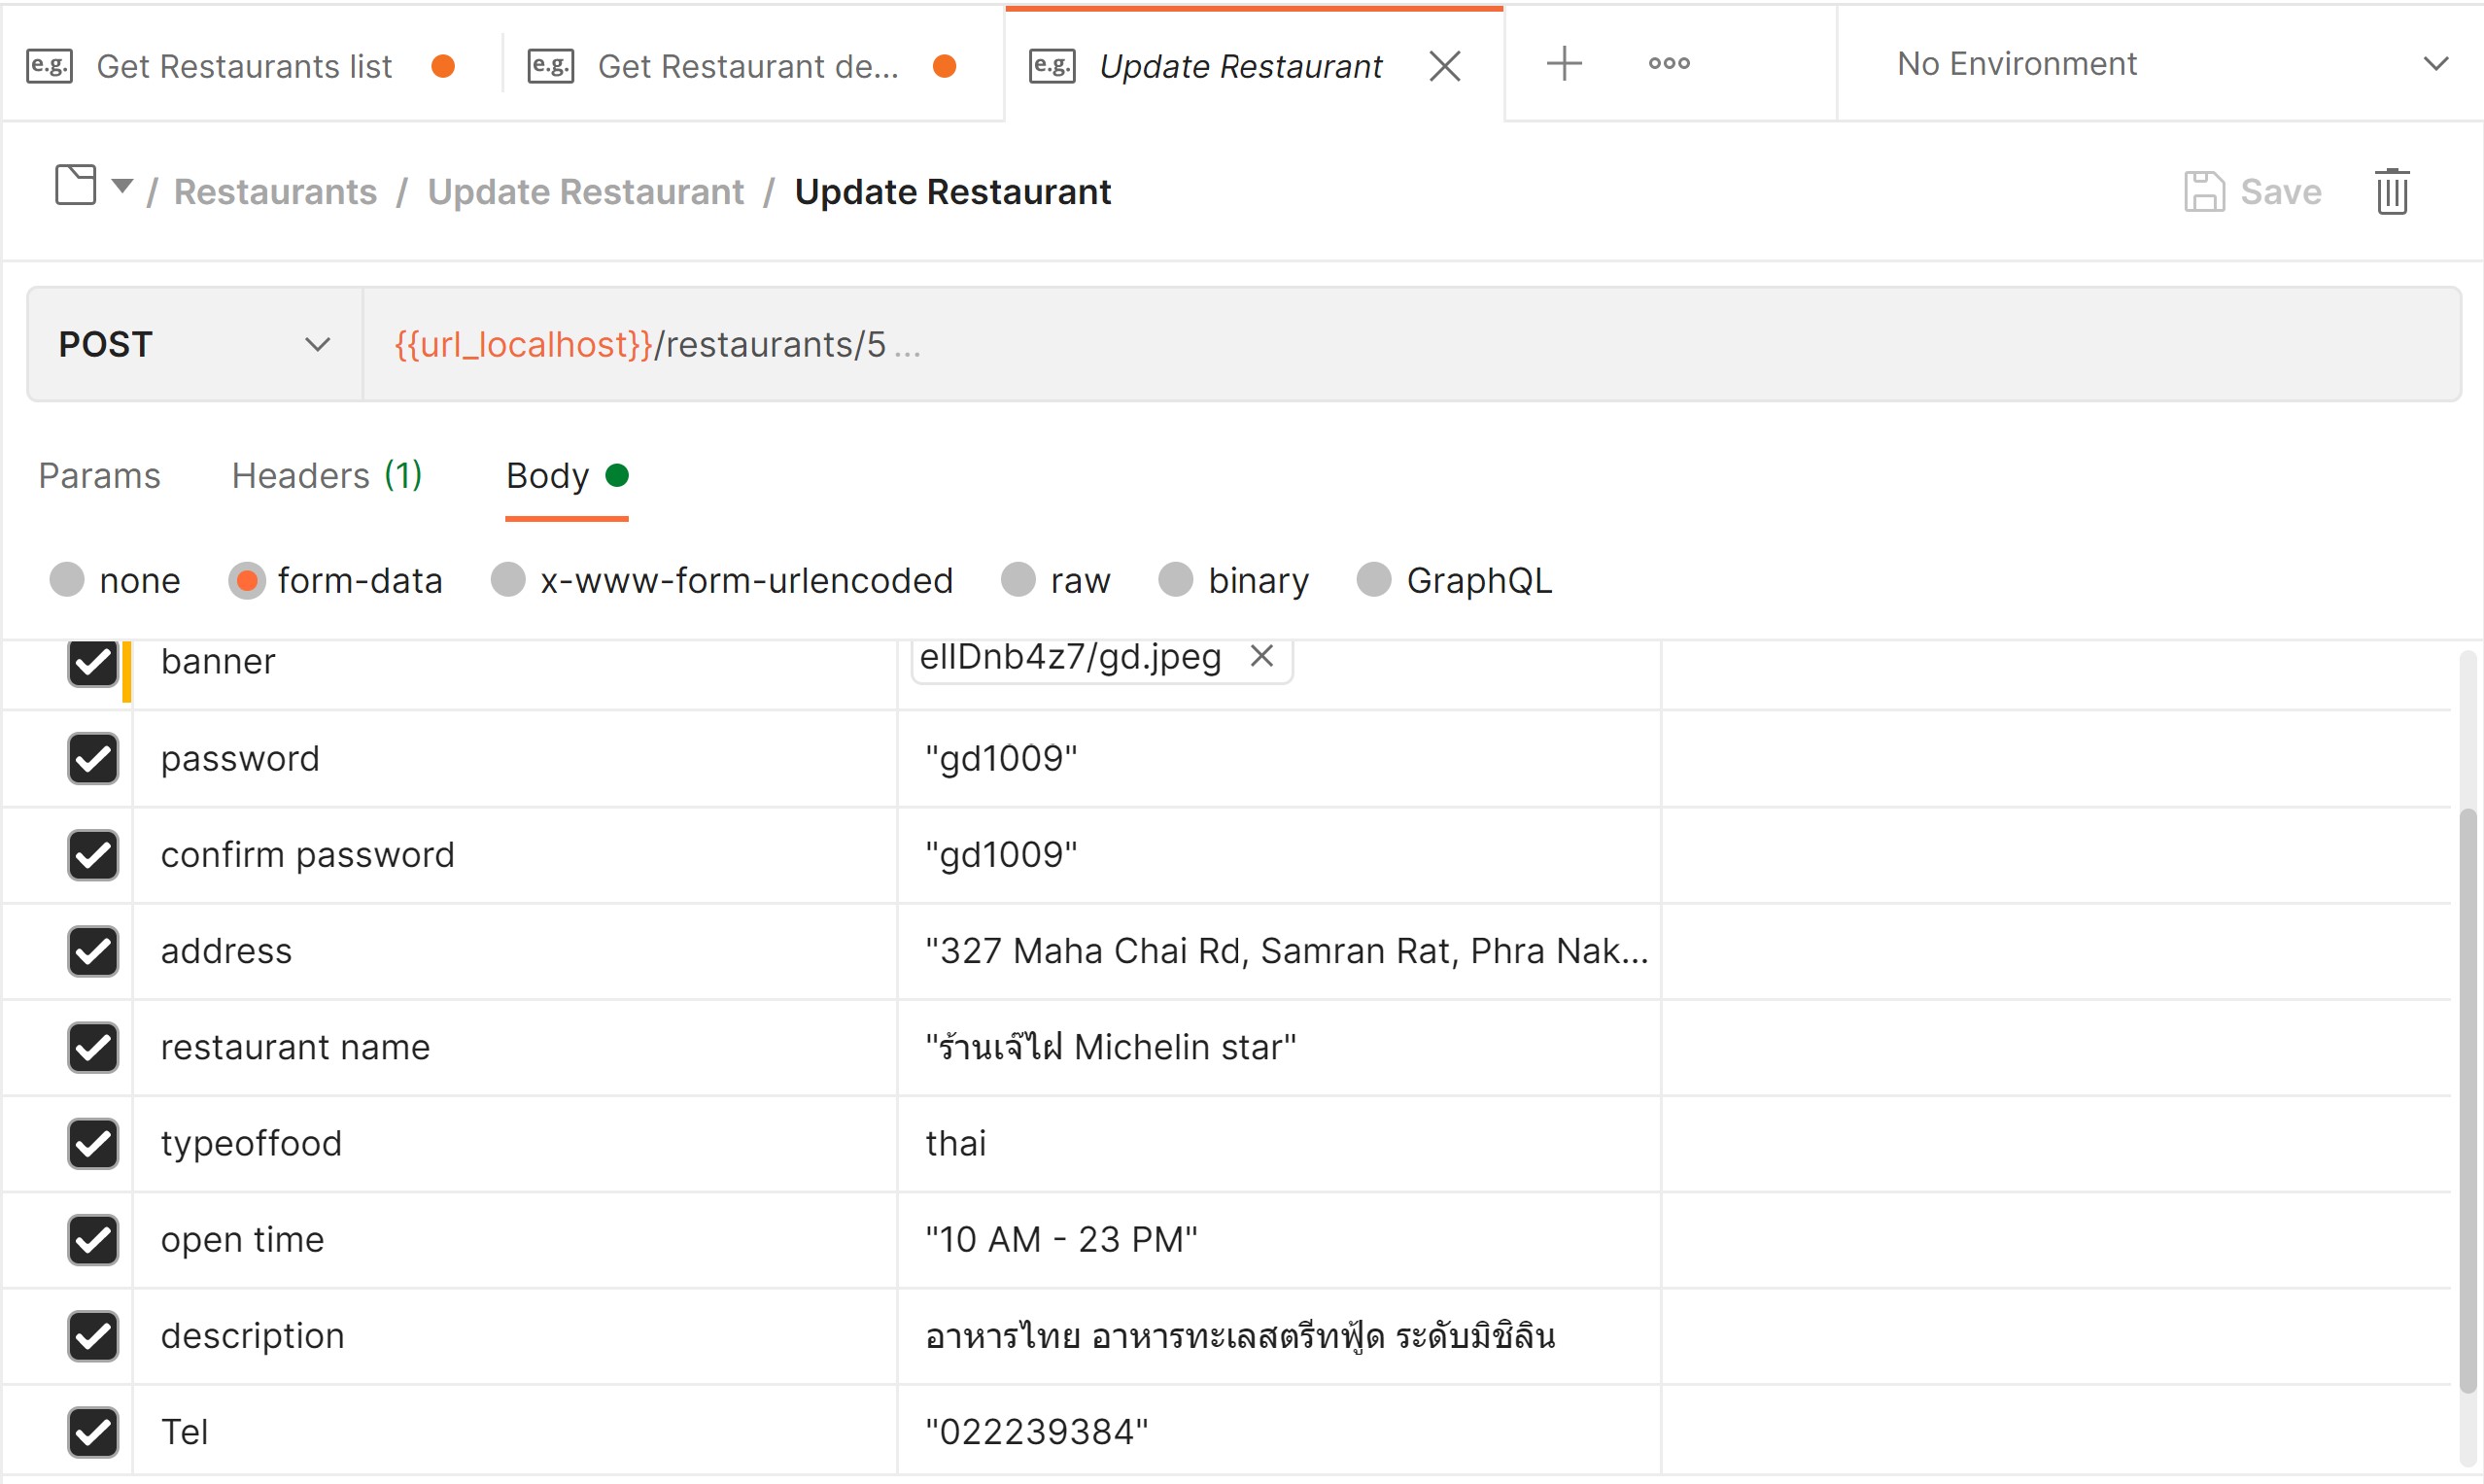 e.g. Get Restaurants list e.g. Get Restaurant de... e.g. Update Restaurant No Environment
/ Restaurants / Update Restaurant / Update Restaurant Save
POST {{url_localhost}}/restaurants/5 ...
Params Headers (1) Body
none form-data x-www-form-urlencoded raw binary GraphQL
banner elIDnb4z7/gd.jpeg
password "gd1009"
confirm password "gd1009"
address "327 Maha Chai Rd, Samran Rat, Phra Nak...
restaurant name "ร้านเจ๊ไฝ Michelin star"
typeoffood thai
open time "10 AM - 23 PM"
description อาหารไทย อาหารทะเลสตรีทฟู้ด ระดับมิชิลิน
Tel "022239384"